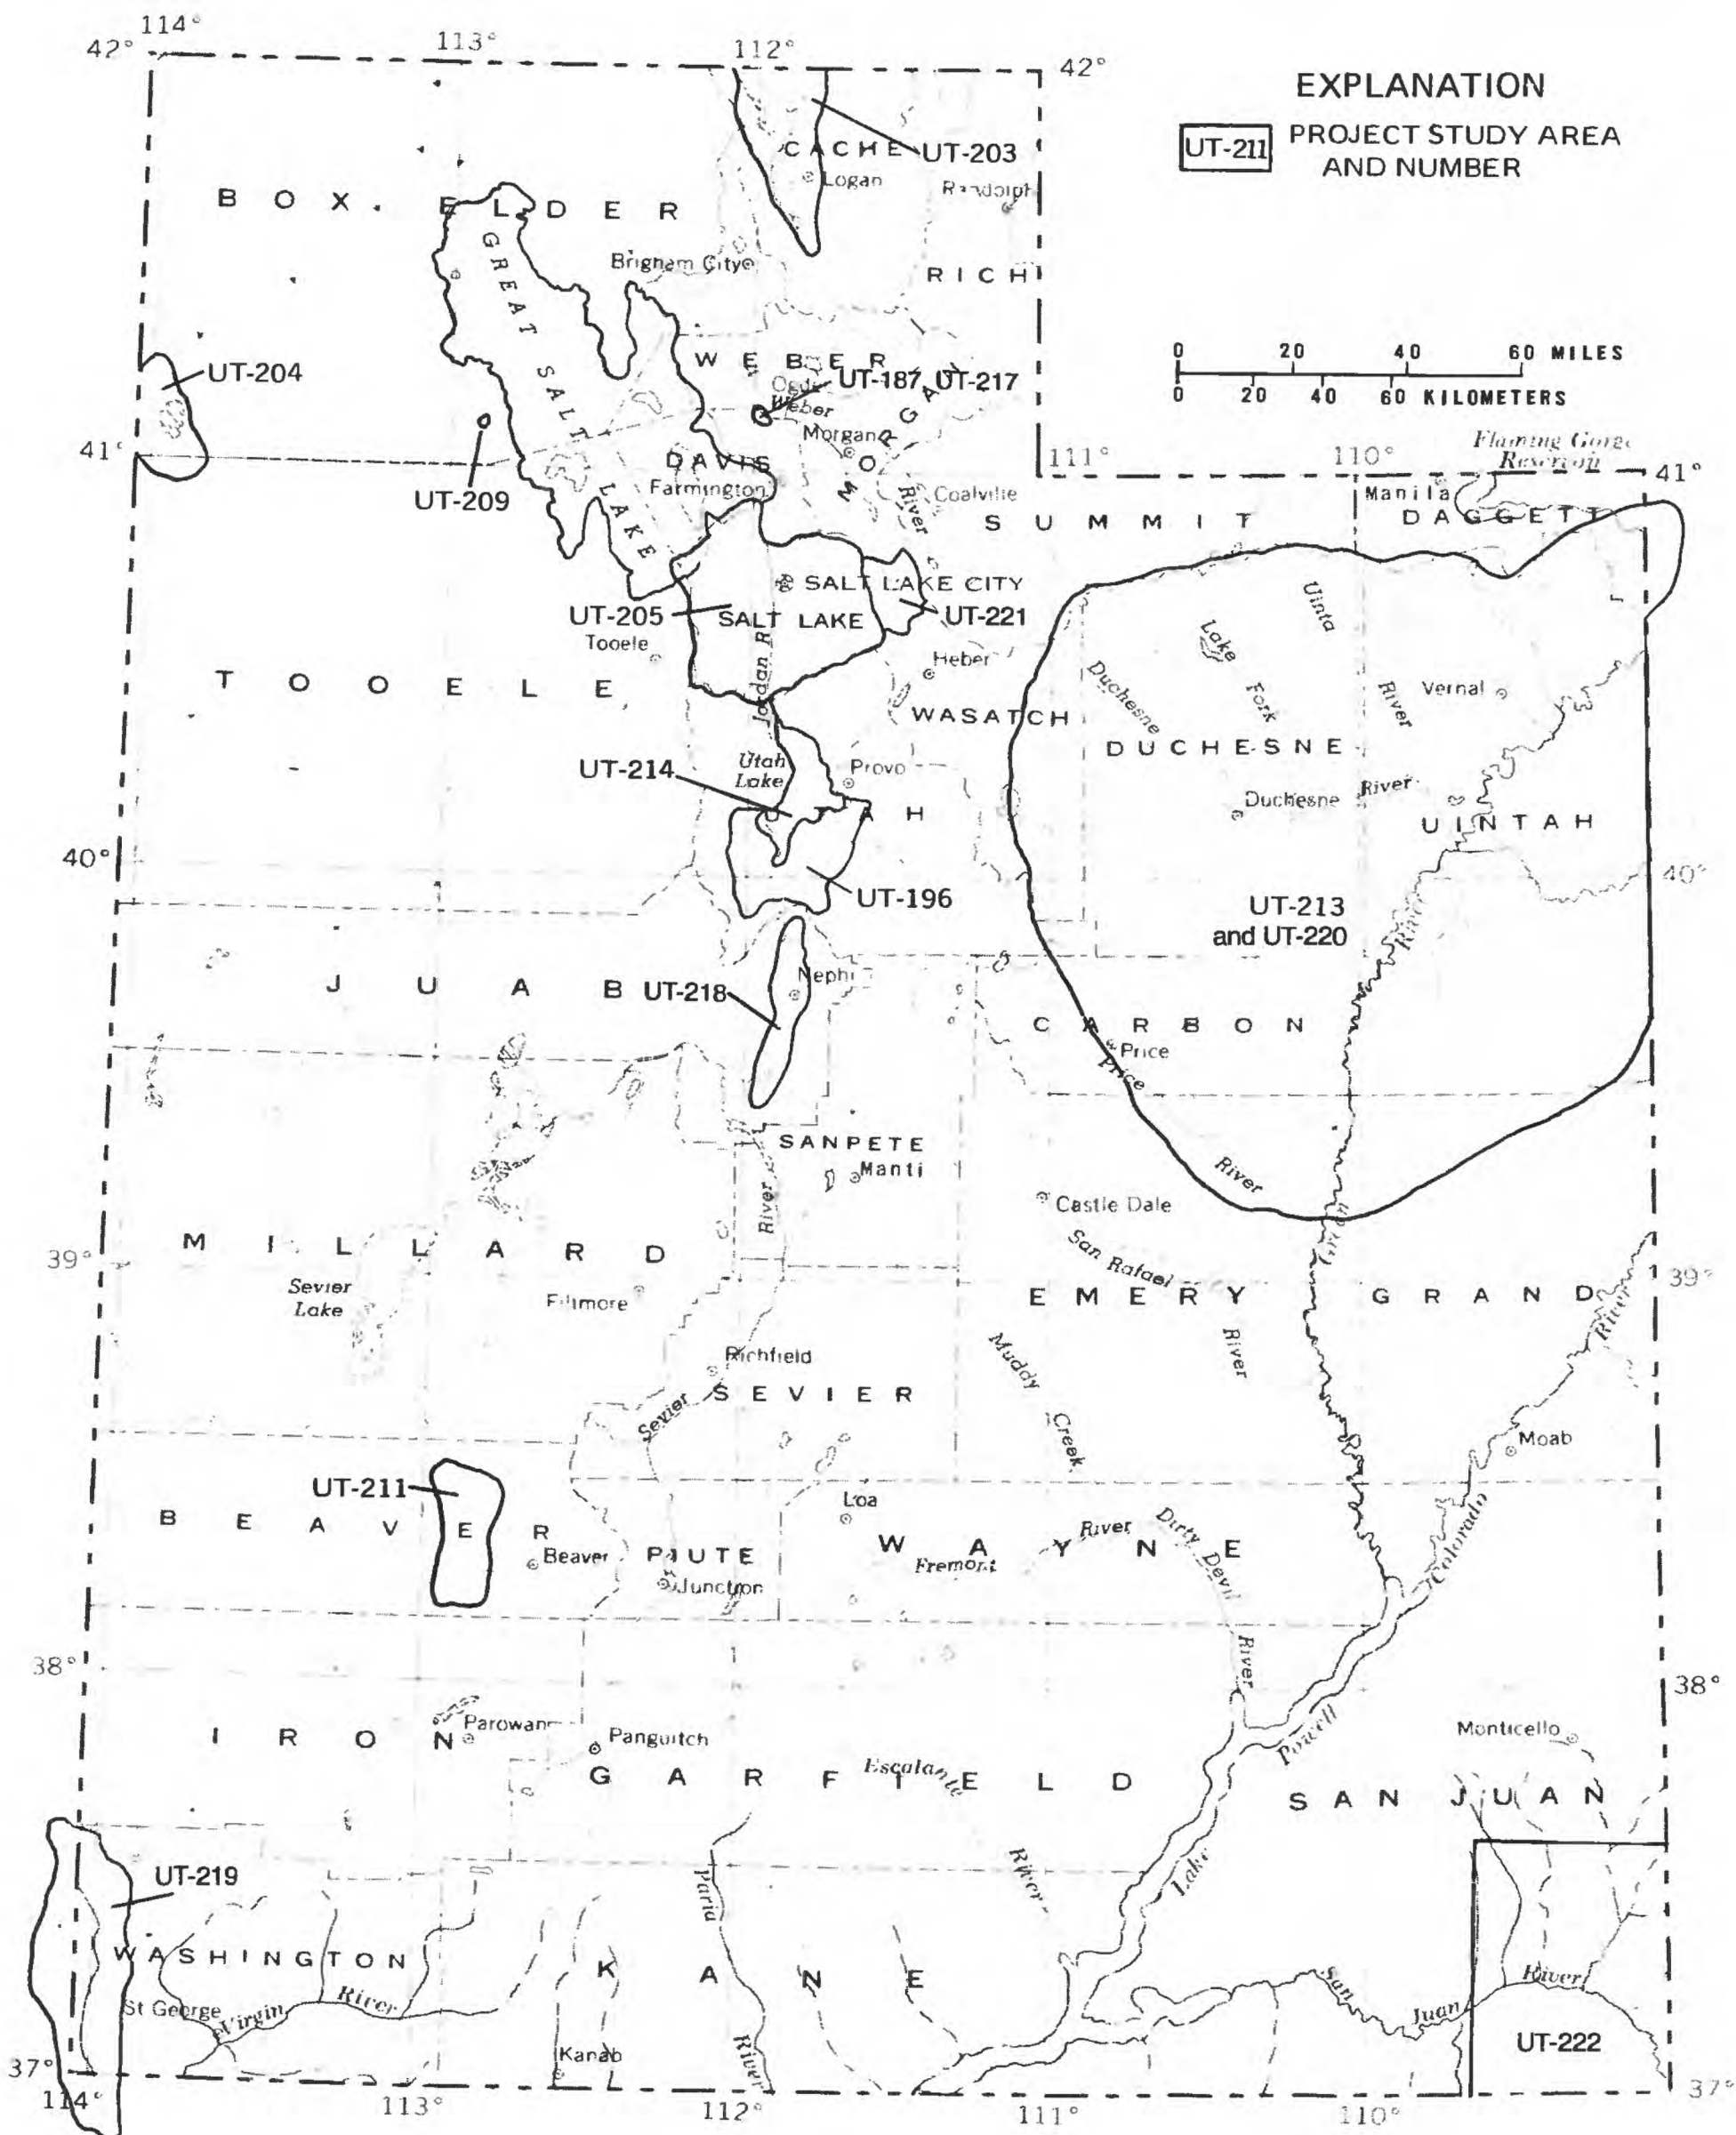 114°
42°
113°
112°
42°
EXPLANATION
UT-211
PROJECT STUDY AREA
AND NUMBER
CACHE
UT-203
Logan
Randolph
BOX ELDER
GREAT SALT LAKE
Brigham City
RICH
0 20 40 60 MILES
0 20 40 60 KILOMETERS
WEBER
UT-204
UT-187, UT-217
Weber
River
Morgan
MORGAN
41°
UT-209
DAVIS
Farmington
Coalville
111°
110°
Flaming Gorge
Reservoir
41°
Manila
DAGGETT
SUMMIT
SALT LAKE CITY
UT-205
SALT LAKE
UT-221
Tooele
Jordan R
Heber
TOOELE
WASATCH
Uinta
River
Lake
Fork
Duchesne
River
Vernal
DUCHESNE
Duchesne
UINTAH
UT-214
Utah
Lake
Provo
UTAH
40°
40°
UT-196
UT-213
and UT-220
River
JUAB
UT-218
Nephi
CARBON
Price
Price
River
SANPETE
Manti
River
Castle Dale
Green
MILLARD
39°
39°
Sevier
Lake
Fillmore
San Rafael
River
EMERY
GRAND
River
Muddy
Creek
Richfield
SEVIER
Sevier
Moab
UT-211
BEAVER
Beaver
PIUTE
Junction
Loa
WAYNE
Fremont
River
Dirty Devil
River
Colorado
38°
38°
IRON
Parowan
Panguitch
GARFIELD
Escalante
River
Powell
Lake
Monticello
SAN JUAN
UT-219
WASHINGTON
St George
Virgin
River
KANE
Paria
River
Kanab
San
Juan
River
UT-222
37°
37°
114°
113°
112°
111°
110°